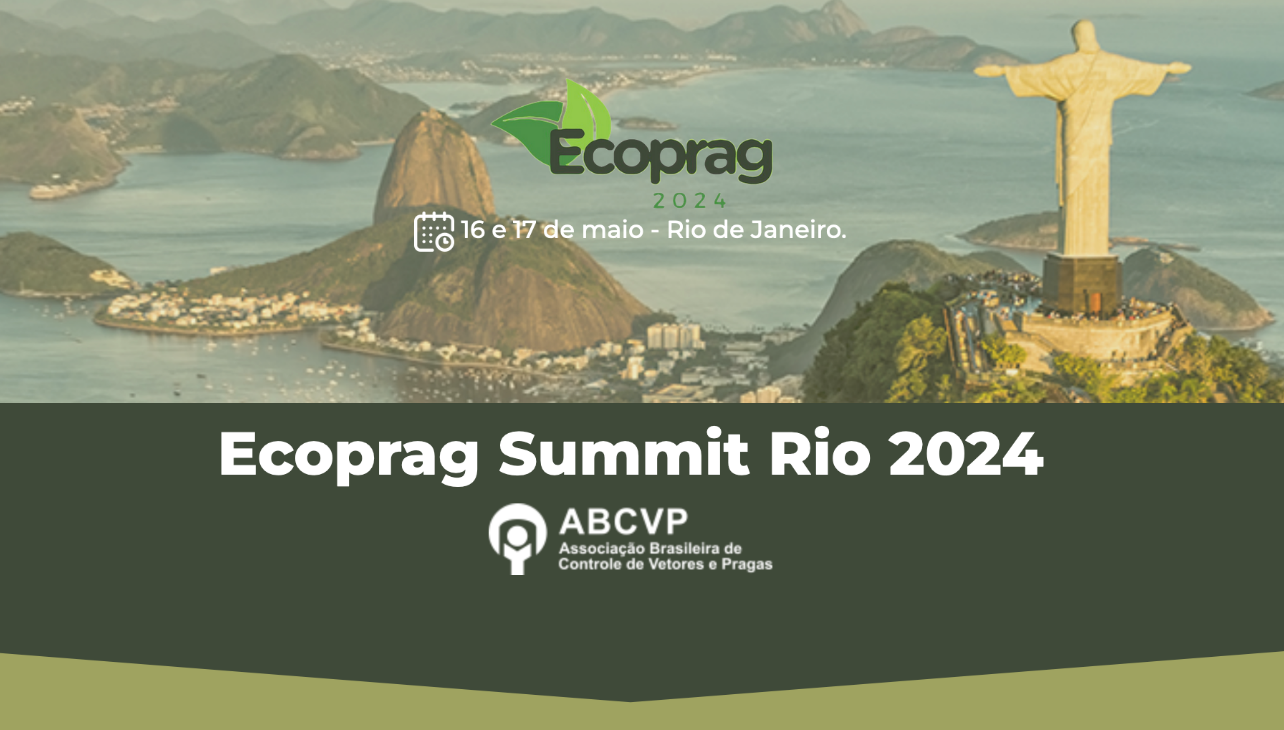 Ecoprag
2024
16 e 17 de maio - Rio de Janeiro.
Ecoprag Summit Rio 2024
ABCVP
Associação Brasileira de
Controle de Vetores e Pragas